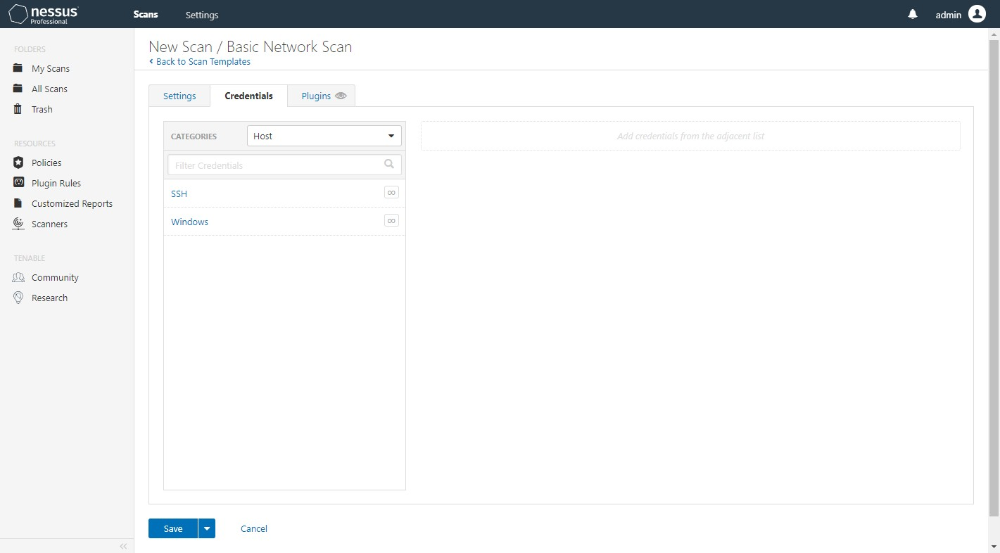 nessus
Professional
Scans
Settings
admin
FOLDERS
My Scans
All Scans
Trash
RESOURCES
Policies
Plugin Rules
Customized Reports
Scanners
TENABLE
Community
Research
New Scan / Basic Network Scan
Back to Scan Templates
Settings
Credentials
Plugins
CATEGORIES
Host
Filter Credentials
SSH
∞
Windows
∞
Add credentials from the adjacent list
Save
Cancel